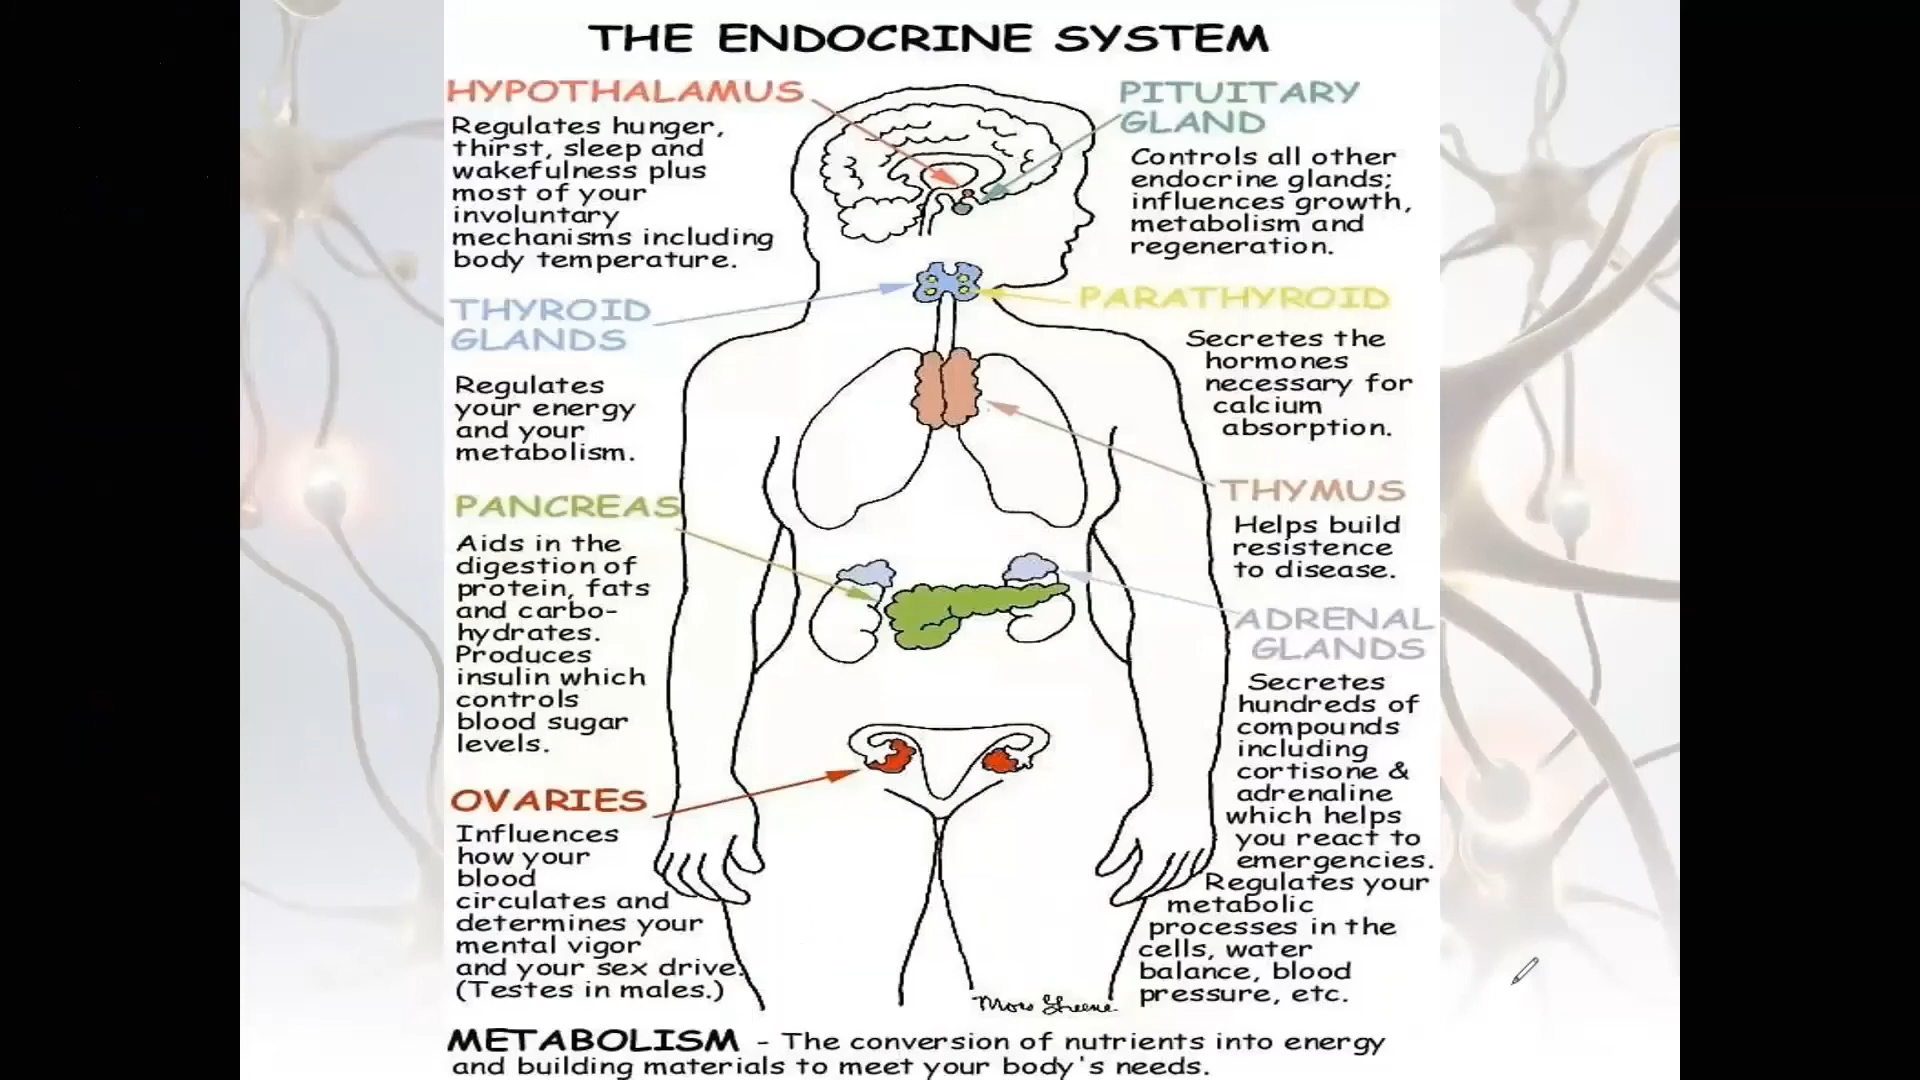 THE ENDOCRINE SYSTEM
HYPOTHALAMUS
Regulates hunger,
thirst, sleep and
wakefulness plus
most of your
involuntary
mechanisms including
body temperature.
PITUITARY
GLAND
Controls all other
endocrine glands;
influences growth,
metabolism and
regeneration.
THYROID
GLANDS
Regulates
your energy
and your
metabolism.
PARATHYROID
Secretes the
hormones
necessary for
calcium
absorption.
THYMUS
Helps build
resistence
to disease.
PANCREAS
Aids in the
digestion of
protein, fats
and carbo-
hydrates.
Produces
insulin which
controls
blood sugar
levels.
ADRENAL
GLANDS
Secretes
hundreds of
compounds
including
cortisone &
adrenaline
which helps
you react to
emergencies.
Regulates your
metabolic
processes in the
cells, water
balance, blood
pressure, etc.
OVARIES
Influences
how your
blood
circulates and
determines your
mental vigor
and your sex drive.
(Testes in males.)
Mors Greene
METABOLISM - The conversion of nutrients into energy
and building materials to meet your body's needs.